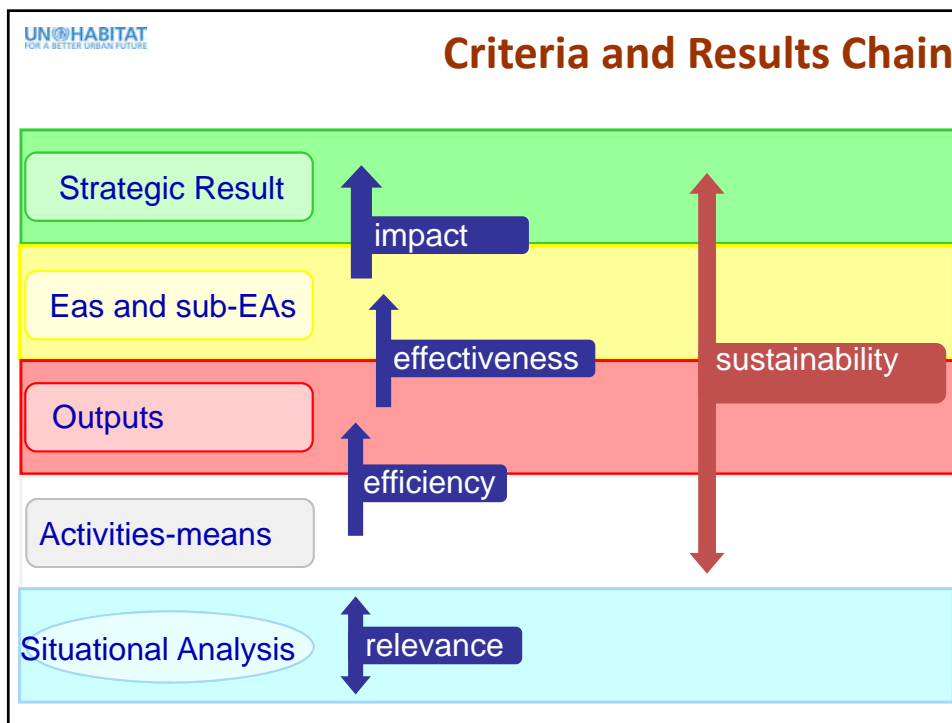 UN HABITAT
FOR A BETTER URBAN FUTURE
Criteria and Results Chain
Strategic Result
impact
Eas and sub-EAs
effectiveness
sustainability
Outputs
efficiency
Activities-means
Situational Analysis
relevance